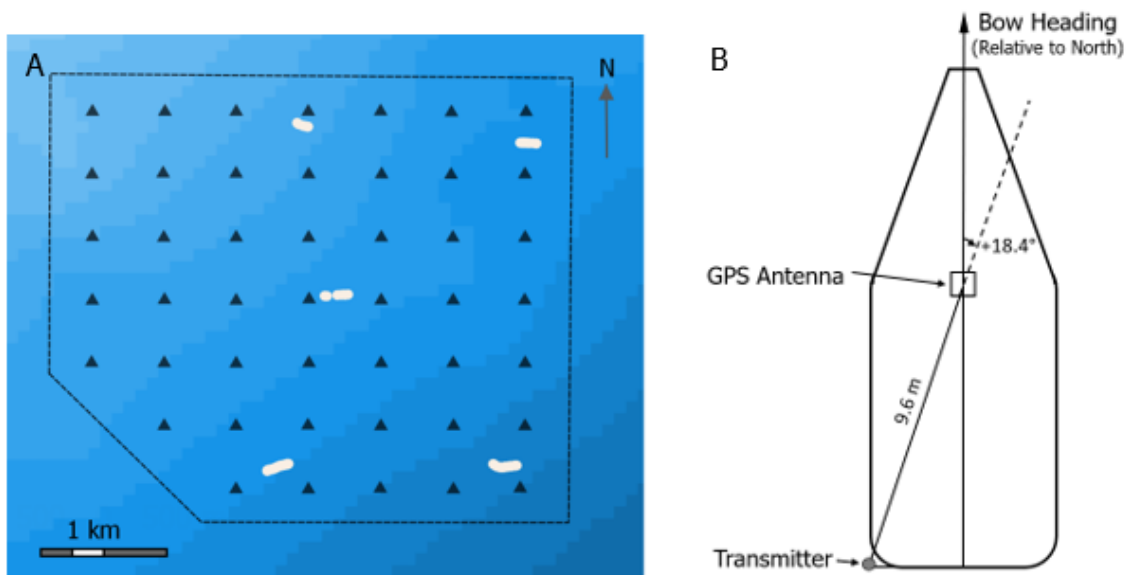 A
N
1 km
B
Bow Heading
(Relative to North)
+18.4°
GPS Antenna
9.6 m
Transmitter